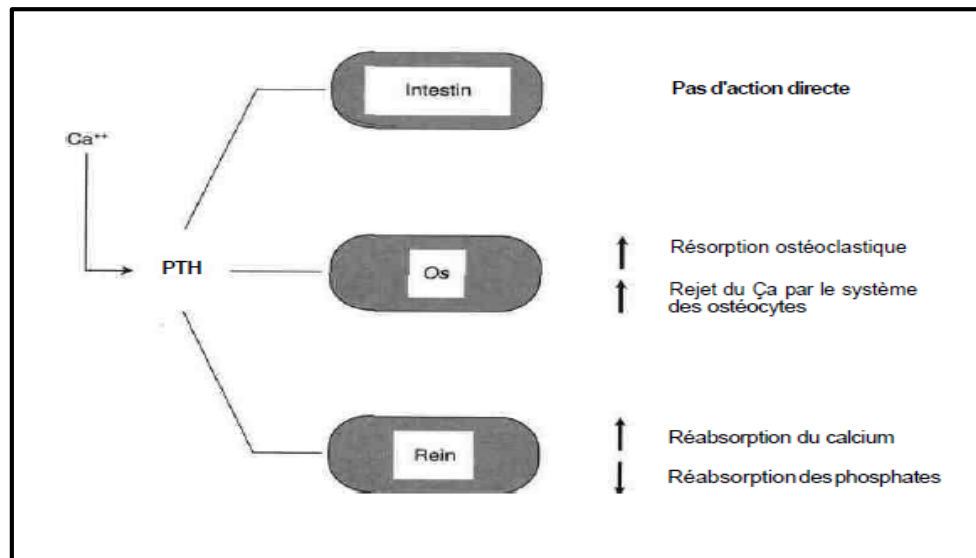 Intestin
Pas d'action directe
Ca++
PTH
Os
Résorption ostéoclastique
Rejet du Ça par le système
des ostéocytes
Rein
Réabsorption du calcium
Réabsorption des phosphates